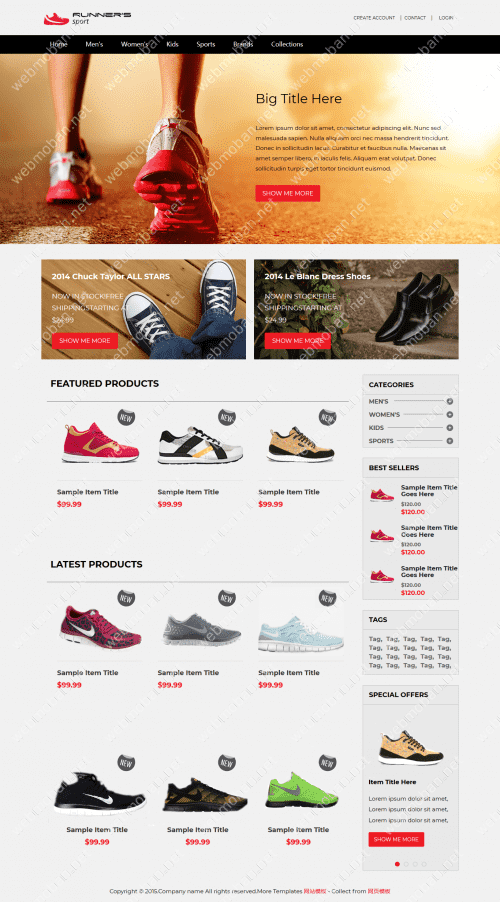 RUNNER'S
sport
CREATE ACCOUNT | CONTACT | LOGIN
Home Men's Women's Kids Sports Brands Collections
Big Title Here
Lorem ipsum dolor sit amet, consectetur adipiscing elit. Nunc sed
malesuada sapien. Nulla aliquam orci nec massa hendrerit tincidunt.
Donec in sollicitudin lacus. Curabitur et faucibus nulla. Maecenas sit
amet semper libero, in iaculis felis. Aliquam erat volutpat. Donec
sollicitudin turpis eget tortor tincidunt euismod.
SHOW ME MORE
2014 Chuck Taylor ALL STARS
NOW IN STOCK!FREE
SHIPPINGSTARTING AT
$24.99
SHOW ME MORE
2014 Le Blanc Dress Shoes
NOW IN STOCK!FREE
SHIPPINGSTARTING AT
$24.99
SHOW ME MORE
FEATURED PRODUCTS
NEW NEW NEW
Sample Item Title Sample Item Title Sample Item Title
$99.99 $99.99 $99.99
LATEST PRODUCTS
NEW NEW NEW
Sample Item Title Sample Item Title Sample Item Title
$99.99 $99.99 $99.99
NEW NEW NEW
Sample Item Title Sample Item Title Sample Item Title
$99.99 $99.99 $99.99
CATEGORIES
MEN'S
WOMEN'S
KIDS
SPORTS
BEST SELLERS
Sample Item Title
Goes Here
$120.00
$120.00
Sample Item Title
Goes Here
$120.00
$120.00
Sample Item Title
Goes Here
$120.00
$120.00
TAGS
Tag, Tag, Tag, Tag, Tag,
Tag, Tag, Tag, Tag, Tag,
Tag, Tag, Tag, Tag, Tag,
Tag, Tag, Tag, Tag, Tag,
SPECIAL OFFERS
Item Title Here
Lorem ipsum dolor sit amet,
Lorem ipsum dolor sit amet,
Lorem ipsum dolor sit amet,
SHOW ME MORE
Copyright © 2015.Company name All rights reserved.More Templates 网站模板 - Collect from 网页模板
webmoban.net